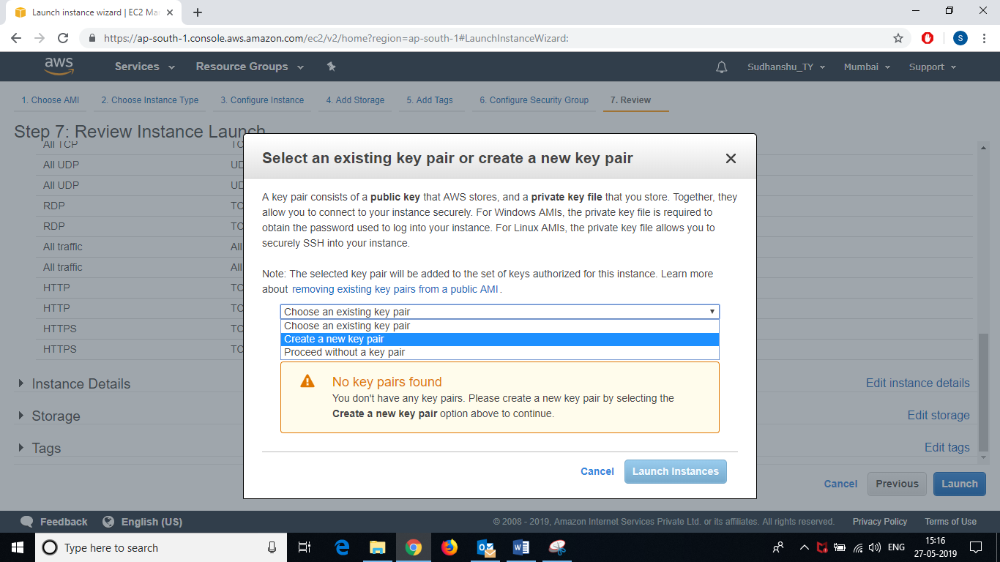 Launch instance wizard | EC2 Ma
https://ap-south-1.console.aws.amazon.com/ec2/v2/home?region=ap-south-1#LaunchInstanceWizard:
S
aws Services Resource Groups Sudhanshu_TY Mumbai Support
1. Choose AMI 2. Choose Instance Type 3. Configure Instance 4. Add Storage 5. Add Tags 6. Configure Security Group 7. Review
Step 7: Review Instance Launch
All TCP TC
All UDP UD
All UDP UD
RDP TC
RDP TC
All traffic All
All traffic All
HTTP TC
HTTP TC
HTTPS TC
HTTPS TC
Instance Details Edit instance details
Storage Edit storage
Tags Edit tags
Cancel Previous Launch
Select an existing key pair or create a new key pair
A key pair consists of a public key that AWS stores, and a private key file that you store. Together, they
allow you to connect to your instance securely. For Windows AMIs, the private key file is required to
obtain the password used to log into your instance. For Linux AMIs, the private key file allows you to
securely SSH into your instance.
Note: The selected key pair will be added to the set of keys authorized for this instance. Learn more
about removing existing key pairs from a public AMI.
Choose an existing key pair
Choose an existing key pair
Create a new key pair
Proceed without a key pair
No key pairs found
You don't have any key pairs. Please create a new key pair by selecting the
Create a new key pair option above to continue.
Cancel Launch Instances
Feedback English (US) © 2008 - 2019, Amazon Internet Services Private Ltd. or its affiliates. All rights reserved. Privacy Policy Terms of Use
Type here to search
ENG
15:16
27-05-2019